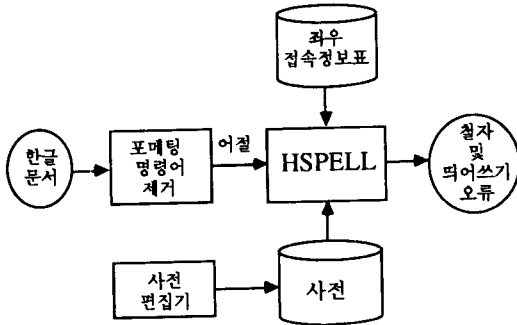 좌우
접속정보표
한글
문서
포메팅
명령어
제거
어절
HSPELL
철자
및
띄어쓰기
오류
사전
편집기
사전